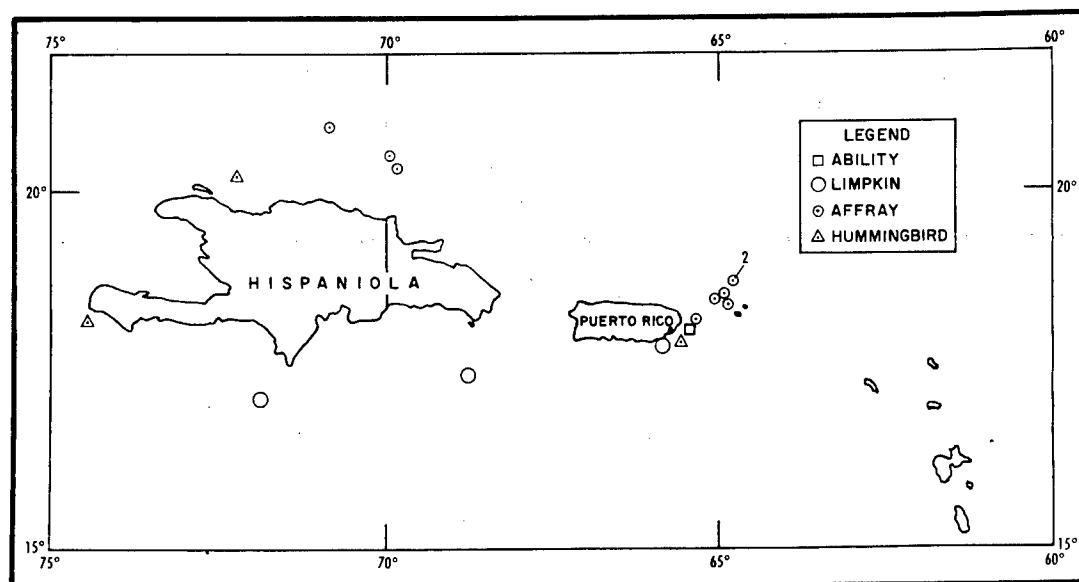 75° 70° 65° 60°
LEGEND
ABILITY
LIMPKIN
AFFRAY
HUMMINGBIRD
20° 20°
2
HISPANIOLA
PUERTO RICO
15° 15°
75° 70° 65° 60°